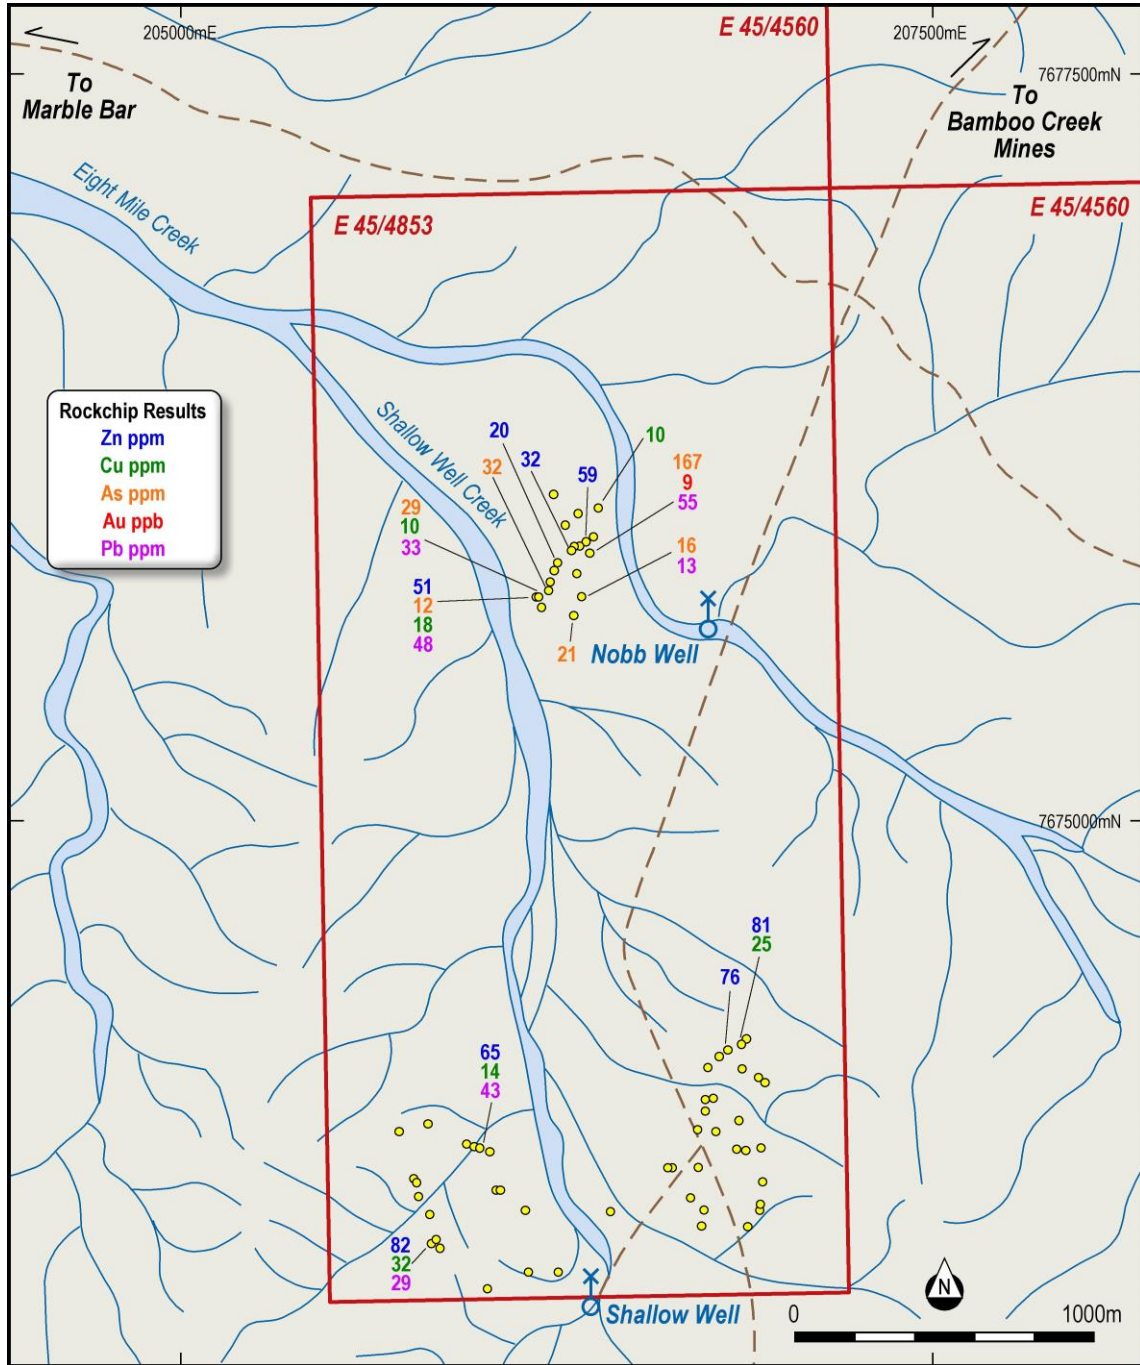 205000mE
E 45/4560
207500mE
7677500mN
To
Marble Bar
To
Bamboo Creek
Mines
Eight Mile Creek
E 45/4853
E 45/4560
Rockchip Results
Zn ppm
Cu ppm
As ppm
Au ppb
Pb ppm
Shallow Well Creek
20
32
32
59
10
167
9
55
29
10
33
16
13
51
12
18
48
21
Nobb Well
7675000mN
81
25
76
65
14
43
82
32
29
Shallow Well
N
0
1000m